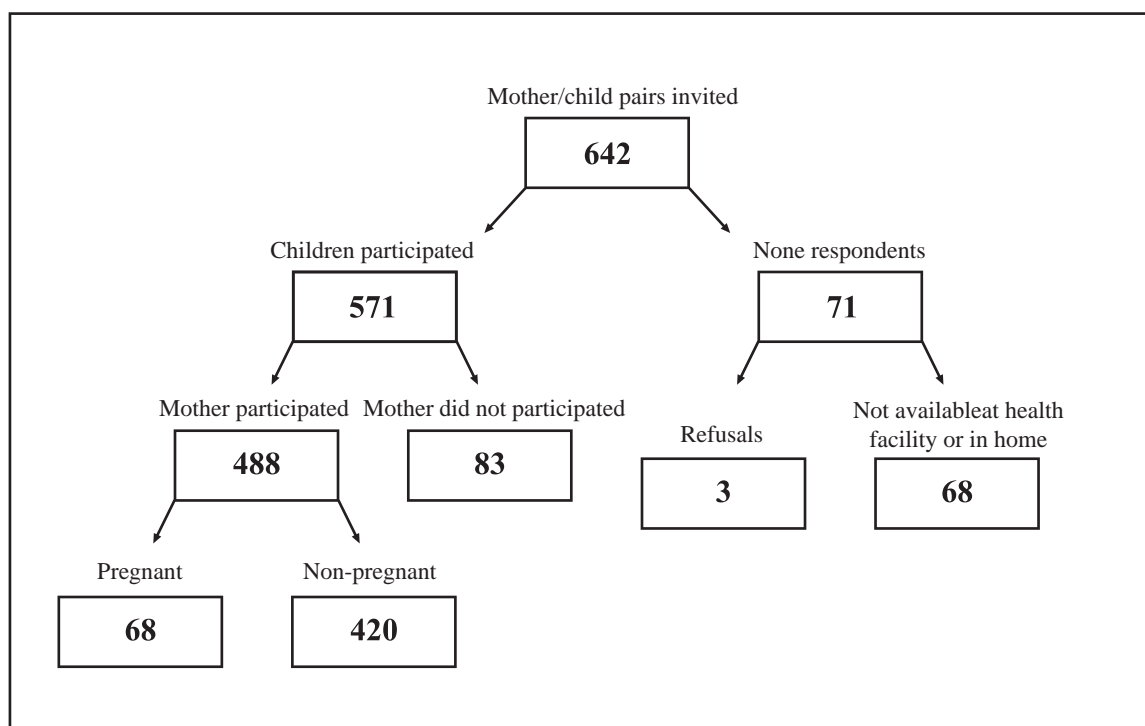 Mother/child pairs invited
642
Children participated
571
None respondents
71
Mother participated
488
Mother did not participated
83
Refusals
3
Not availableat health
facility or in home
68
Pregnant
68
Non-pregnant
420